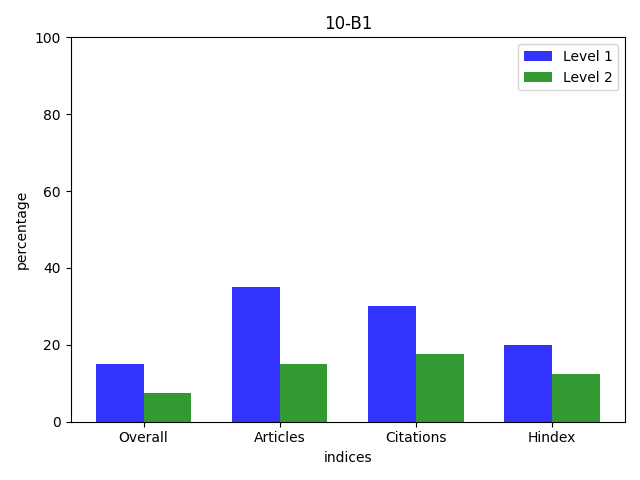 10-B1
100
80
60
40
20
0
percentage
Level 1
Level 2
Overall Articles Citations Hindex
indices